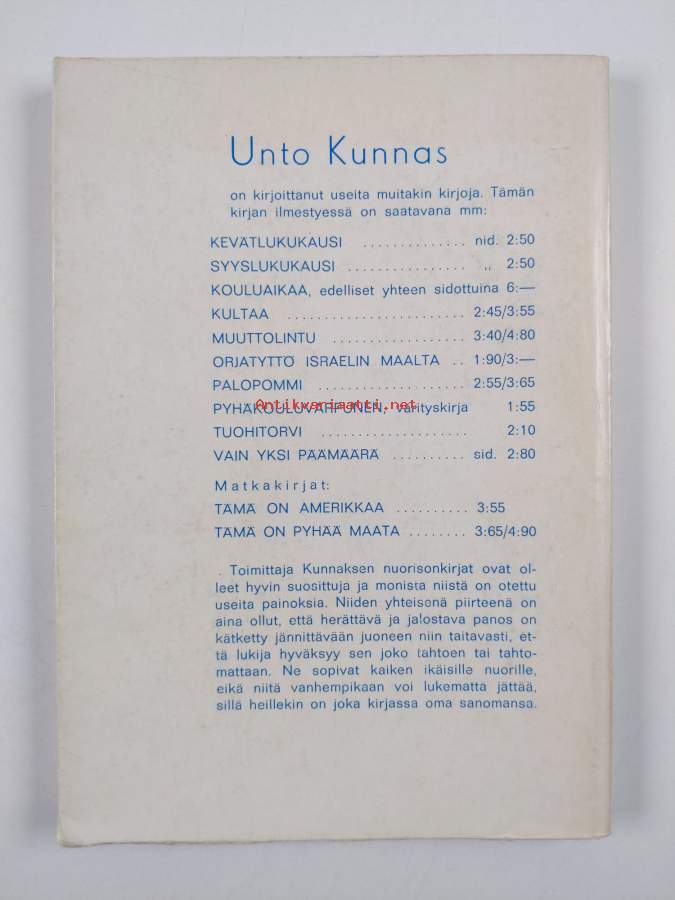 Unto Kunnas
on kirjoittanut useita muitakin kirjoja. Tämän
kirjan ilmestyessä on saatavana mm:
KEVÄTLUKUKAUSI .............. nid. 2:50
SYYSLUKUKAUSI ................ ,, 2:50
KOULUAIKAA, edelliset yhteen sidottuina 6:—
KULTAA ........................ 2:45/3:55
MUUTTOLINTU .................. 3:40/4:80
ORJATYTTÖ ISRAELIN MAALTA .. 1:90/3:—
PALOPOMMI .................... 2:55/3:65
Antikvariaatti.net
värityskirja 1:55
TUOHITORVI .................... 2:10
VAIN YKSI PÄÄMÄÄRÄ .......... sid. 2:80
Matkakirjat:
TÄMÄ ON AMERIKKAA .......... 3:55
TÄMÄ ON PYHÄÄ MAATA ........ 3:65/4:90
Toimittaja Kunnaksen nuorisonkirjat ovat ol-
leet hyvin suosittuja ja monista niistä on otettu
useita painoksia. Niiden yhteisenä piirteenä on
aina ollut, että herättävä ja jalostava panos on
kätketty jännittävään juoneen niin taitavasti, et-
tä lukija hyväksyy sen joko tahtoen tai tahto-
mattaan. Ne sopivat kaiken ikäisille nuorille,
eikä niitä vanhempikaan voi lukematta jättää,
sillä heillekin on joka kirjassa oma sanomansa.